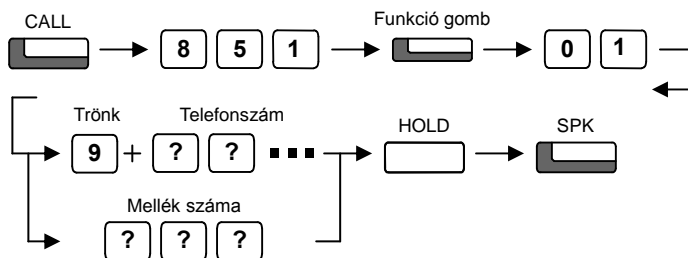 CALL
Funkció gomb
8 5 1
0 1
Trönk
Telefonszám
HOLD
SPK
9 + ? ? ...
Mellék száma
? ? ?